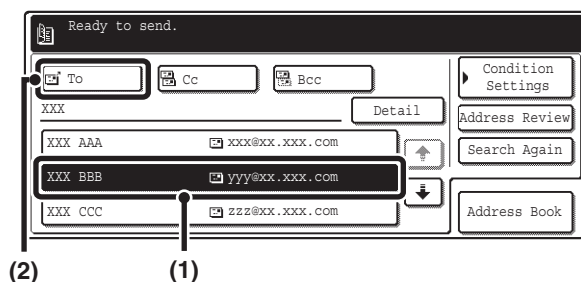 Ready to send.
To
Cc
Bcc
Condition
Settings
XXX
Detail
Address Review
XXX AAA xxx@xx.xxx.com
Search Again
XXX BBB yyy@xx.xxx.com
XXX CCC zzz@xx.xxx.com
Address Book
(2)
(1)